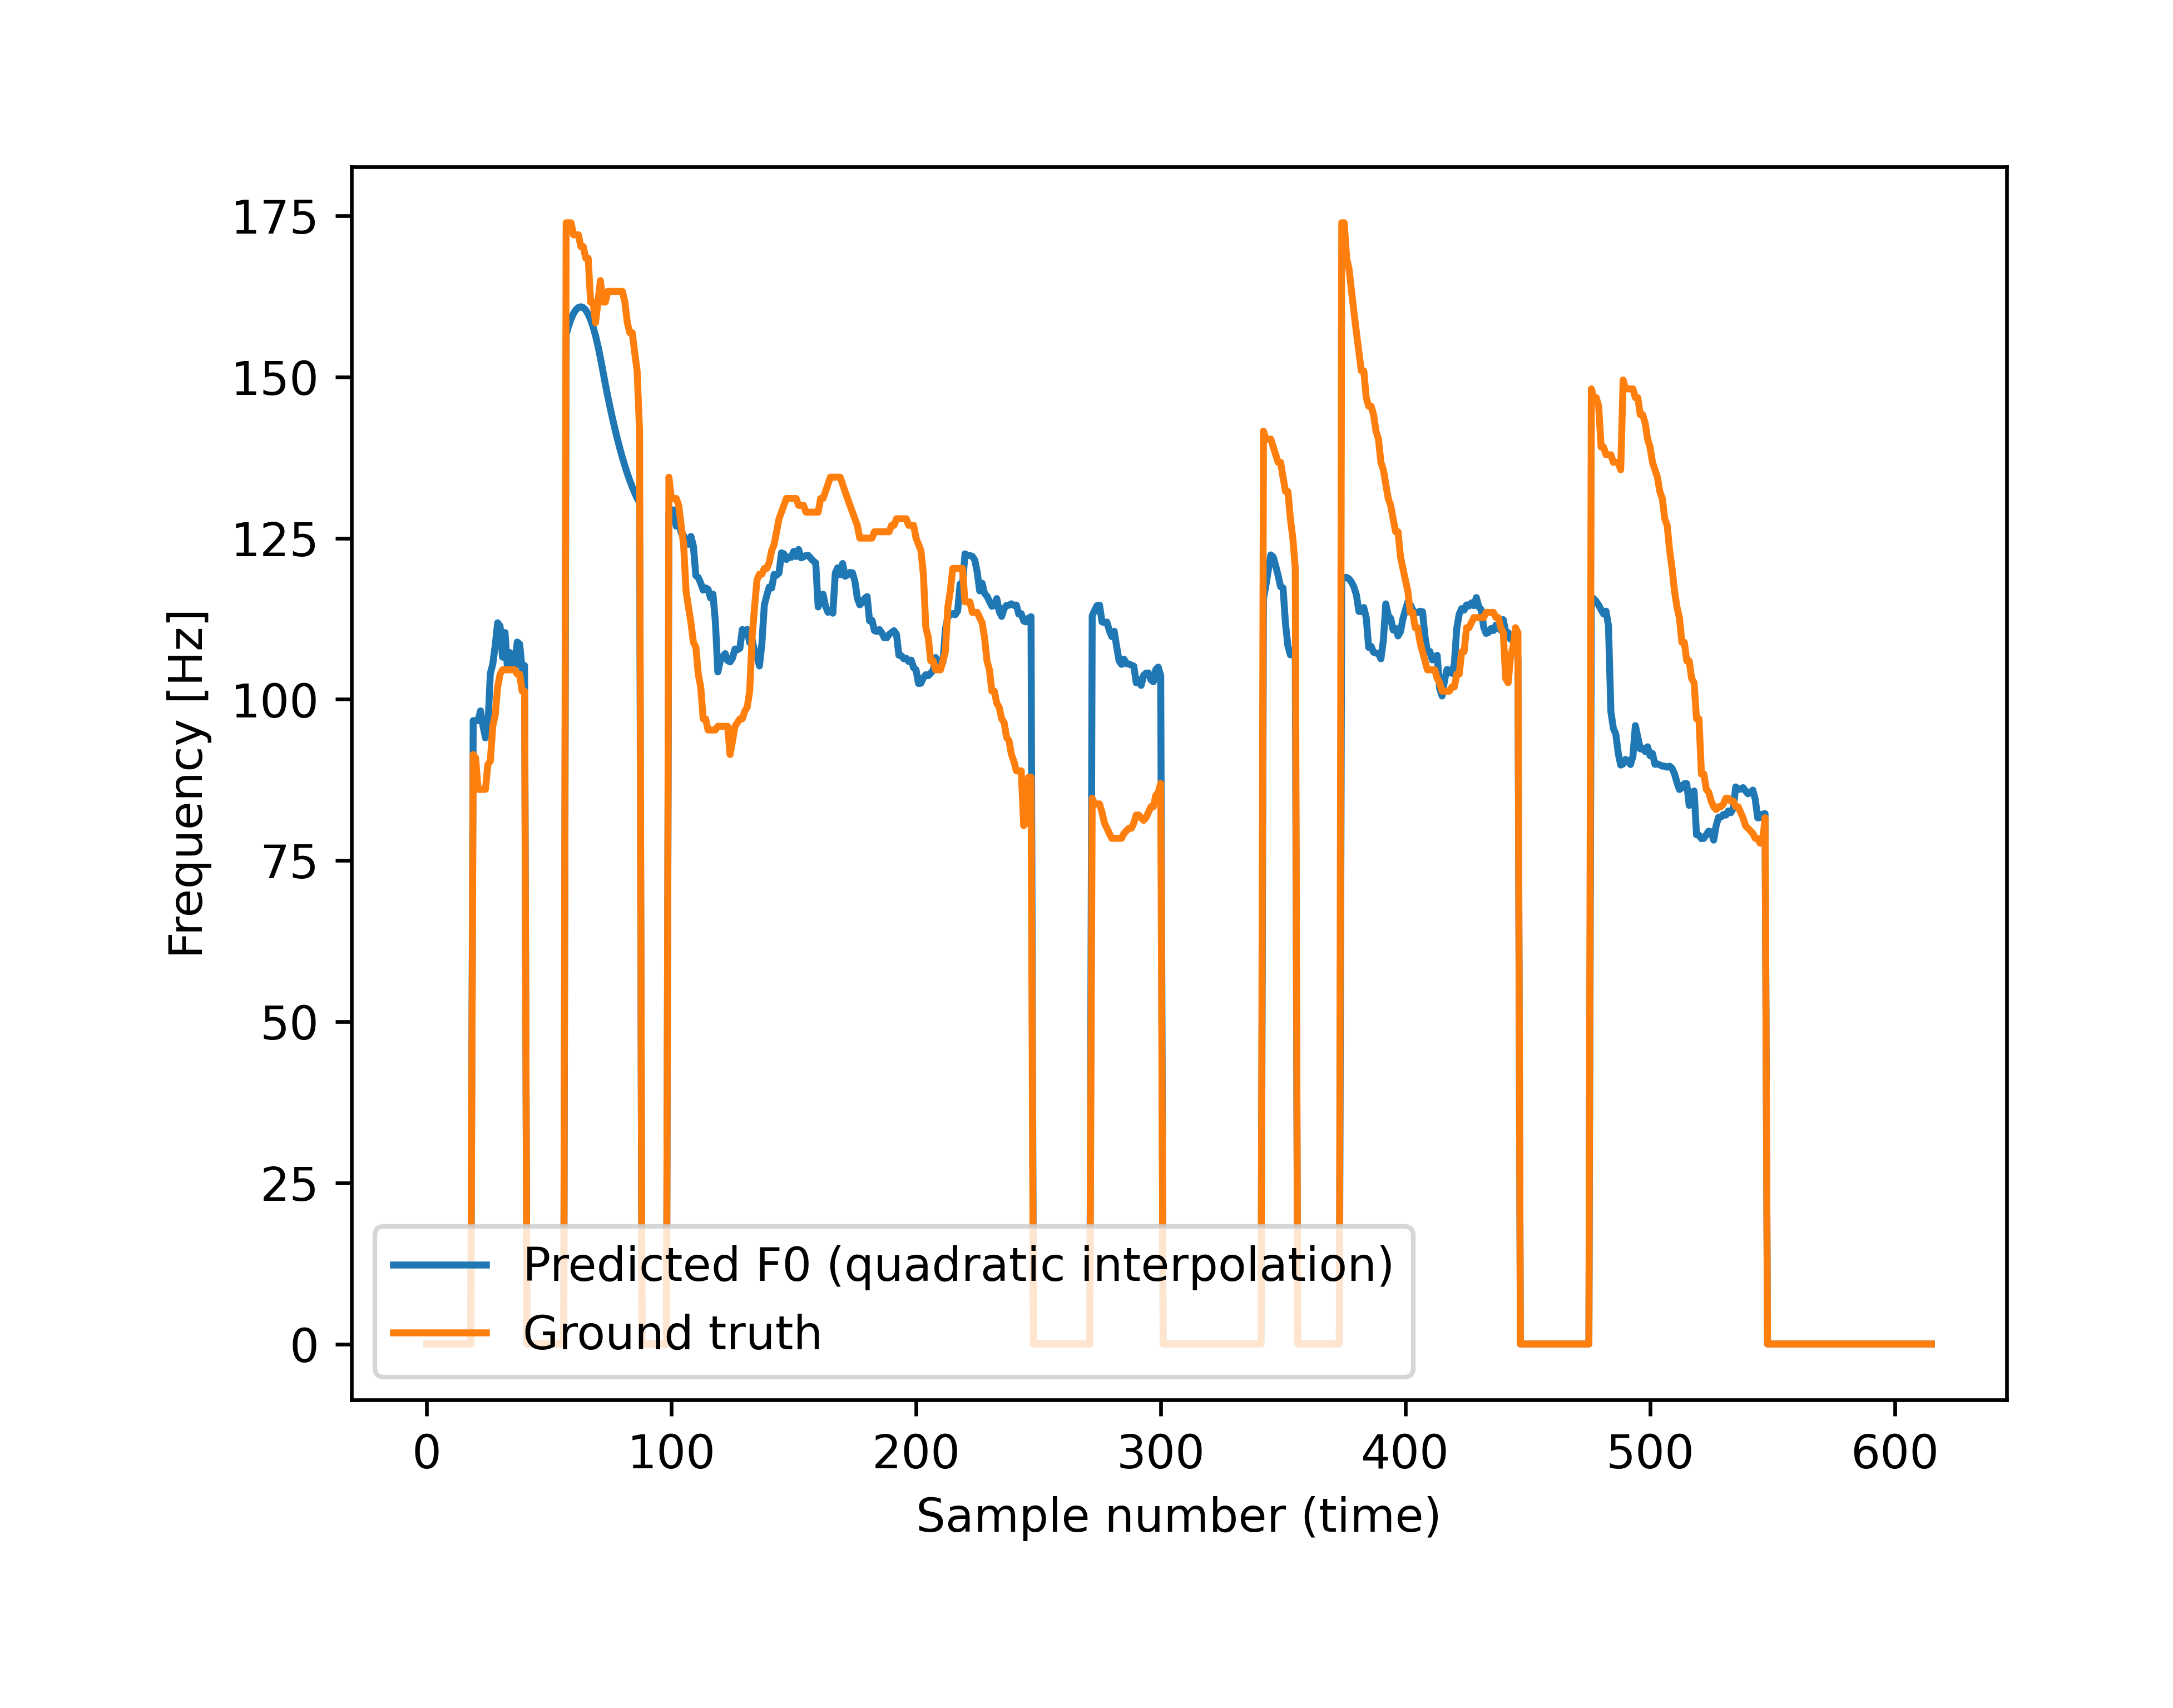 175
150
125
100
75
50
25
0
Frequency [Hz]
Predicted F0 (quadratic interpolation)
Ground truth
0 100 200 300 400 500 600
Sample number (time)